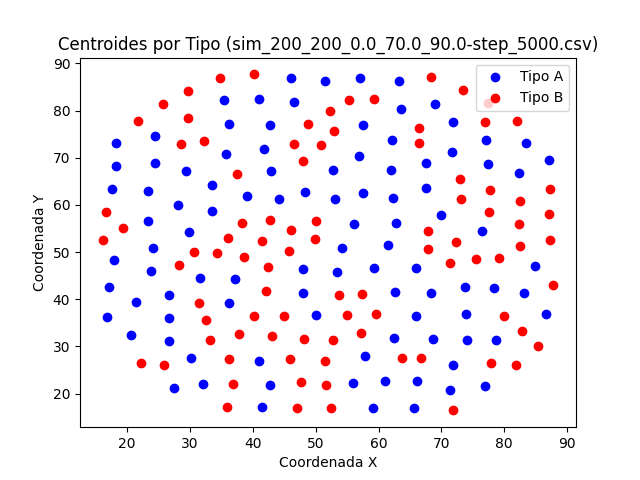 Centroides por Tipo (sim_200_200_0.0_70.0_90.0-step_5000.csv)
Tipo A
Tipo B
90
80
70
60
50
40
30
20
Coordenada Y
20 30 40 50 60 70 80 90
Coordenada X